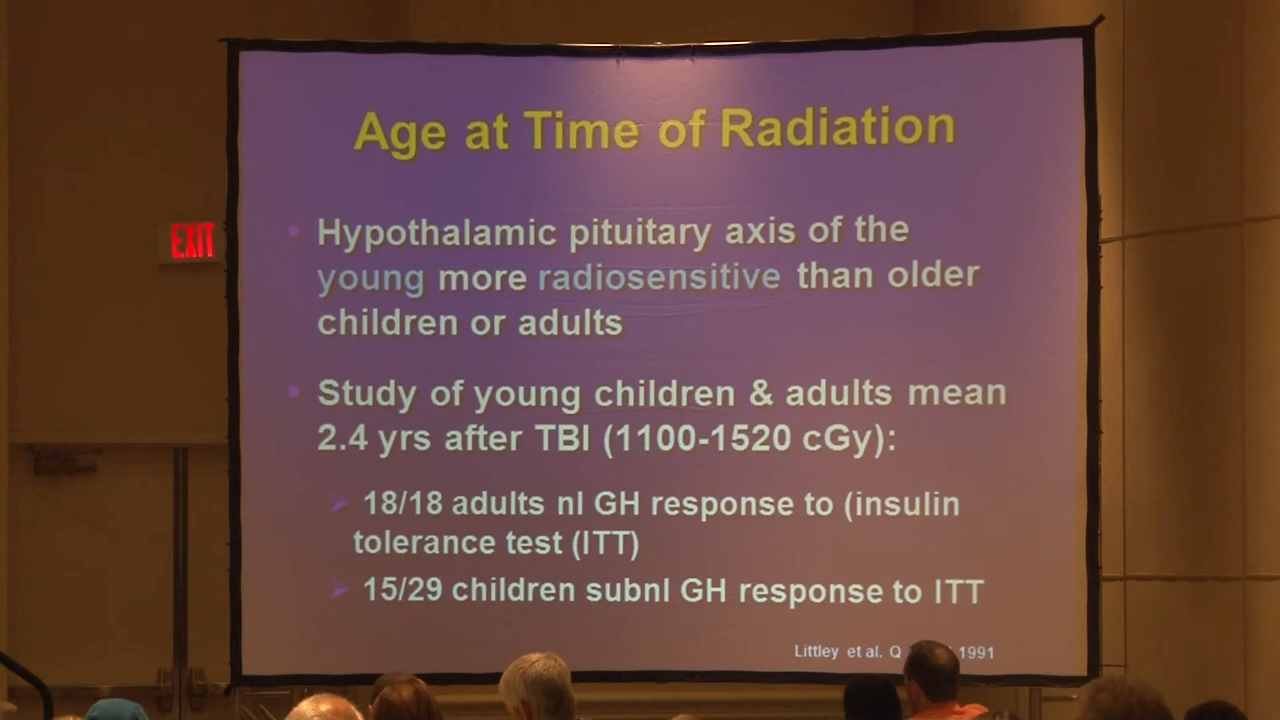 Age at Time of Radiation
EXIT
Hypothalamic pituitary axis of the
young more radiosensitive than older
children or adults
Study of young children & adults mean
2.4 yrs after TBI (1100-1520 cGy):
18/18 adults nl GH response to (insulin
tolerance test (ITT)
15/29 children subnl GH response to ITT
Littley et al. Q 1991